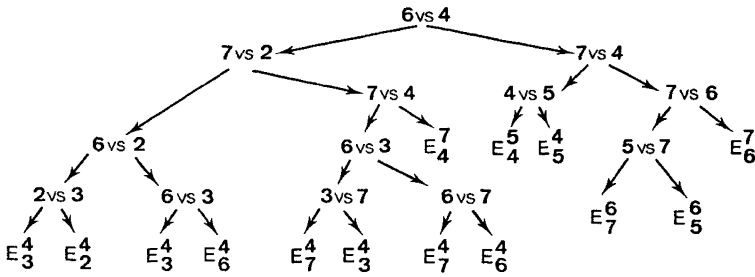 6 vs 4
7 vs 2 7 vs 4
7 vs 4 4 vs 5 7 vs 6
6 vs 2 6 vs 3 E⁷₄ E⁵₄ E⁴₅ 5 vs 7 E⁷₆
2 vs 3 6 vs 3 3 vs 7 6 vs 7 E⁶₇ E⁶₅
E⁴₃ E⁴₂ E⁴₃ E⁴₆ E⁴₇ E⁴₃ E⁴₇ E⁴₆